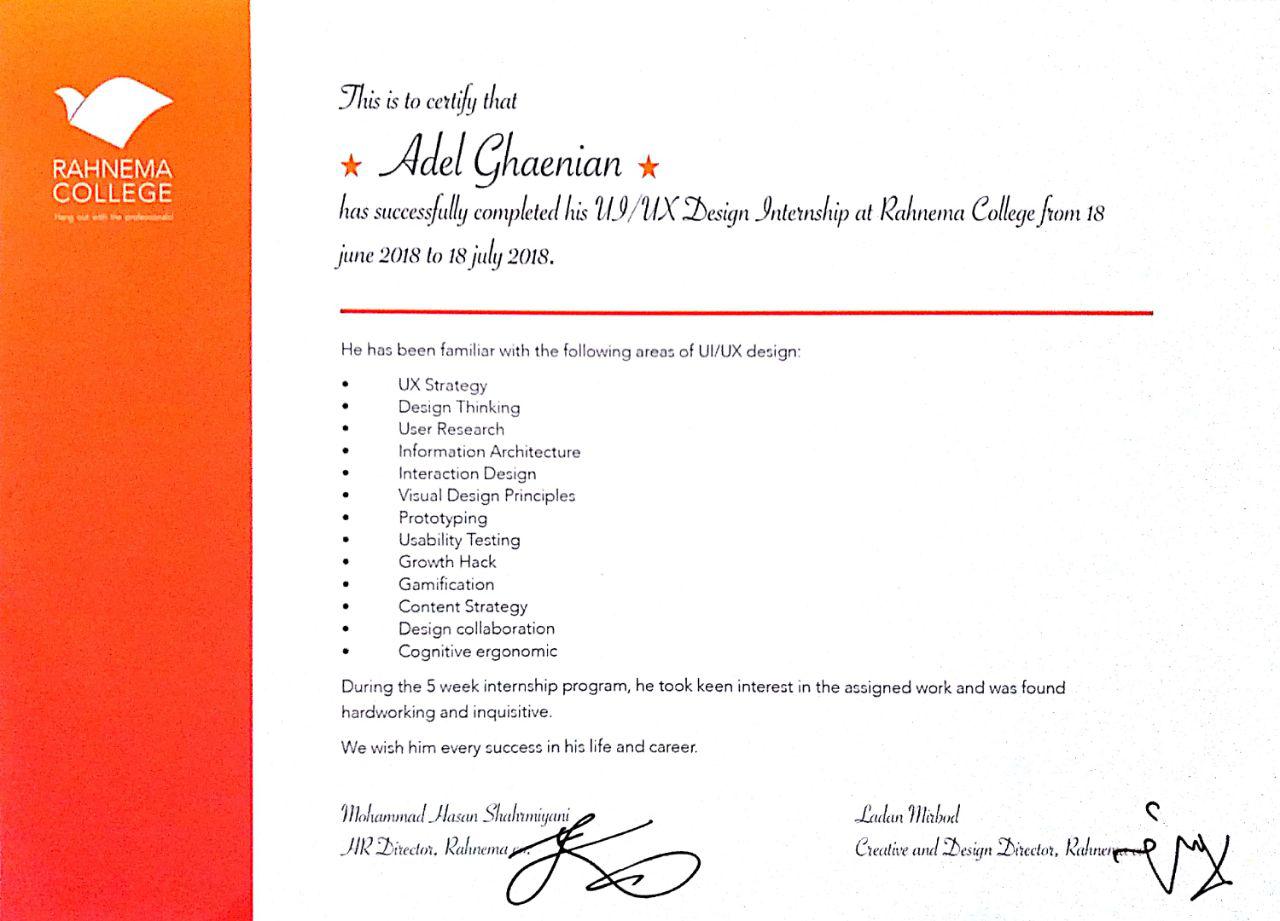 RAHNEMA
COLLEGE
Hang out with the professionals!
This is to certify that
Adel Ghaenian
has successfully completed his UI/UX Design Internship at Rahnema College from 18
june 2018 to 18 july 2018.
He has been familiar with the following areas of UI/UX design:
• UX Strategy
• Design Thinking
• User Research
• Information Architecture
• Interaction Design
• Visual Design Principles
• Prototyping
• Usability Testing
• Growth Hack
• Gamification
• Content Strategy
• Design collaboration
• Cognitive ergonomic
During the 5 week internship program, he took keen interest in the assigned work and was found
hardworking and inquisitive.
We wish him every success in his life and career.
Mohammad Hasan Shahrmiyani
HR Director, Rahnema
Ladan Mirbod
Creative and Design Director, Rahnema